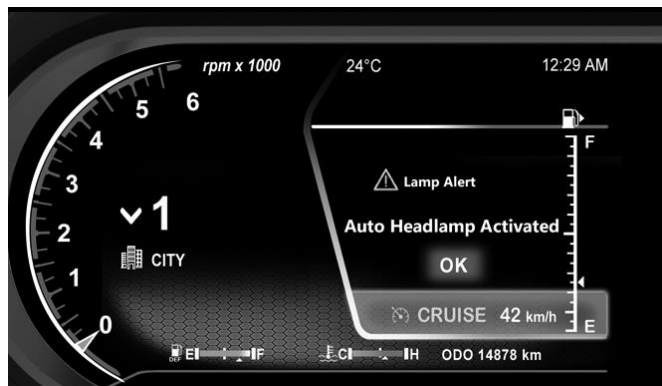 rpm x 1000
24°C
12:29 AM
6
5
4
3
2
1
0
1
CITY
F
Lamp Alert
Auto Headlamp Activated
OK
CRUISE 42 km/h
E
DEF E F
C H
ODO 14878 km